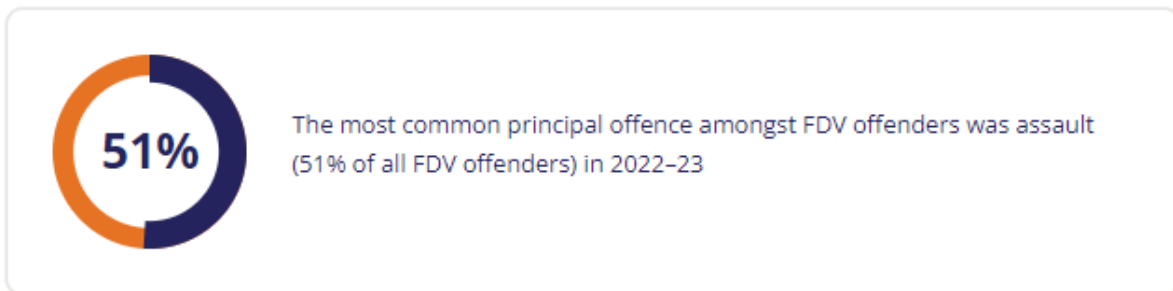 51%
The most common principal offence amongst FDV offenders was assault
(51% of all FDV offenders) in 2022–23